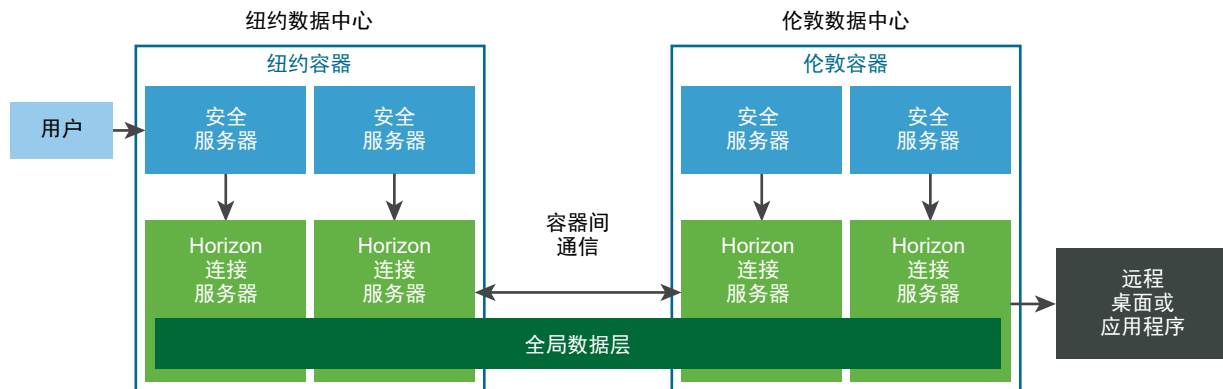 纽约数据中心
伦敦数据中心
纽约容器
伦敦容器
用户
安全
服务器
安全
服务器
安全
服务器
安全
服务器
容器间
通信
Horizon
连接
服务器
Horizon
连接
服务器
Horizon
连接
服务器
Horizon
连接
服务器
远程
桌面或
应用程序
全局数据层